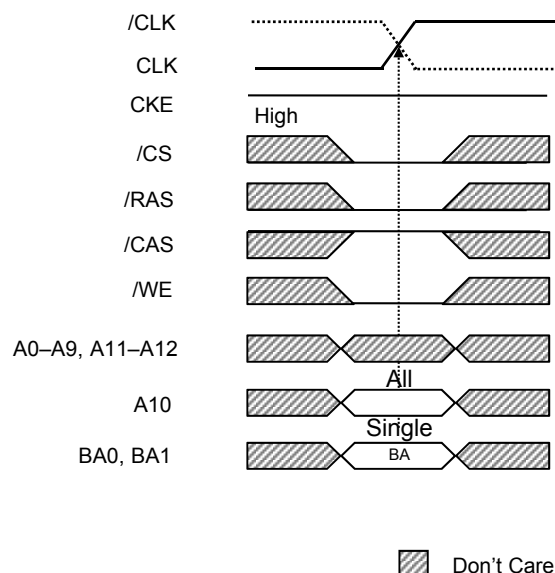 /CLK
CLK
CKE
High
/CS
/RAS
/CAS
/WE
A0–A9, A11–A12
All
A10
Single
BA0, BA1
BA
Don't Care